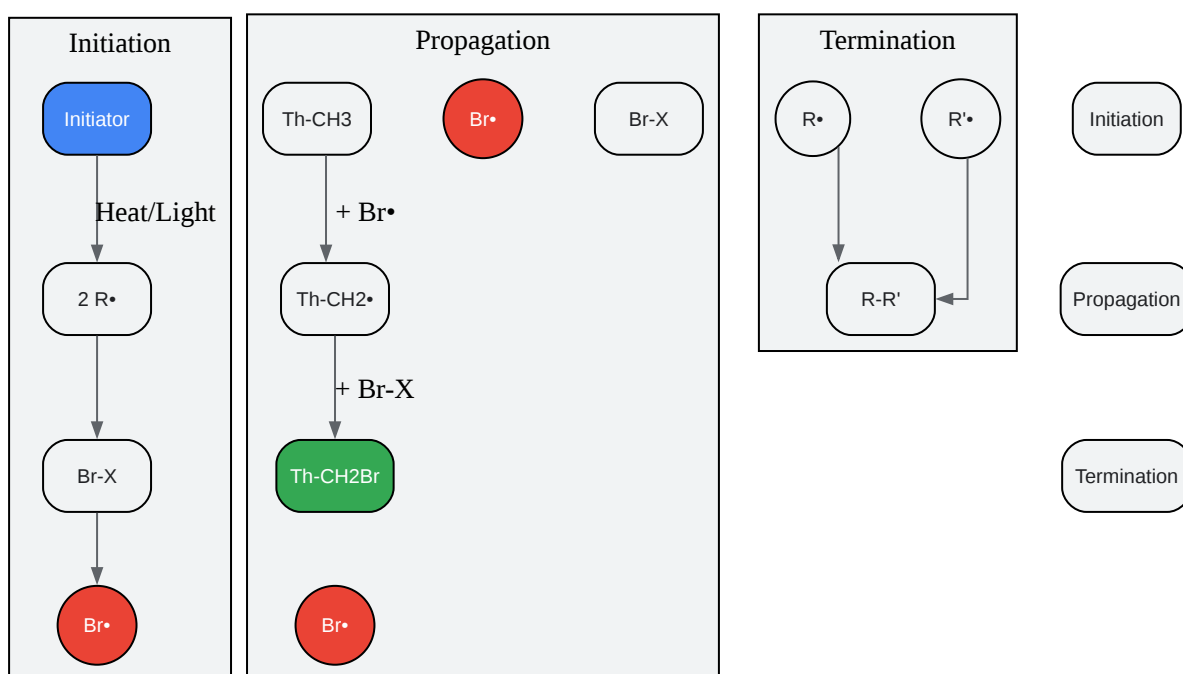 Initiation
Initiator
Heat/Light
2 R•
Br-X
Br•
Propagation
Th-CH3
Br•
Br-X
+ Br•
Th-CH2•
+ Br-X
Th-CH2Br
Br•
Termination
R•
R'•
R-R'
Initiation
Propagation
Termination